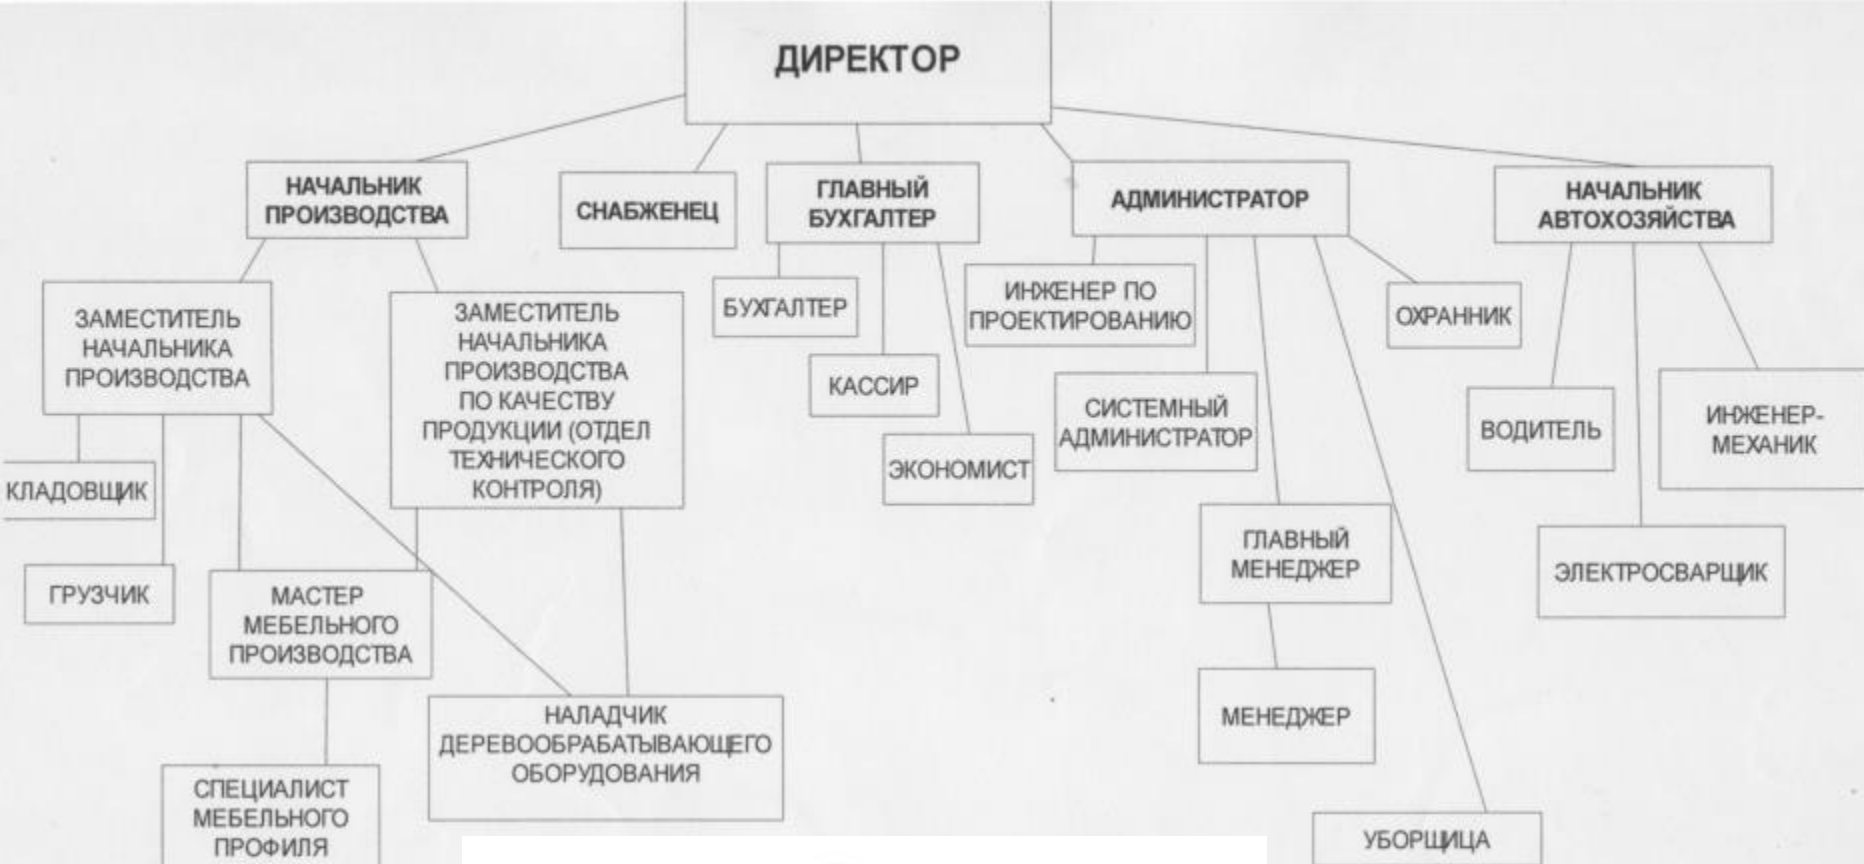 ДИРЕКТОР
НАЧАЛЬНИК
ПРОИЗВОДСТВА
СНАБЖЕНЕЦ
ГЛАВНЫЙ
БУХГАЛТЕР
АДМИНИСТРАТОР
НАЧАЛЬНИК
АВТОХОЗЯЙСТВА
ЗАМЕСТИТЕЛЬ
НАЧАЛЬНИКА
ПРОИЗВОДСТВА
ЗАМЕСТИТЕЛЬ
НАЧАЛЬНИКА
ПРОИЗВОДСТВА
ПО КАЧЕСТВУ
ПРОДУКЦИИ (ОТДЕЛ
ТЕХНИЧЕСКОГО
КОНТРОЛЯ)
БУХГАЛТЕР
КАССИР
ЭКОНОМИСТ
ИНЖЕНЕР ПО
ПРОЕКТИРОВАНИЮ
СИСТЕМНЫЙ
АДМИНИСТРАТОР
ОХРАННИК
ВОДИТЕЛЬ
ИНЖЕНЕР-
МЕХАНИК
КЛАДОВЩИК
ГРУЗЧИК
МАСТЕР
МЕБЕЛЬНОГО
ПРОИЗВОДСТВА
ГЛАВНЫЙ
МЕНЕДЖЕР
ЭЛЕКТРОСВАРЩИК
НАЛАДЧИК
ДЕРЕВООБРАБАТЫВАЮЩЕГО
ОБОРУДОВАНИЯ
МЕНЕДЖЕР
СПЕЦИАЛИСТ
МЕБЕЛЬНОГО
ПРОФИЛЯ
УБОРЩИЦА